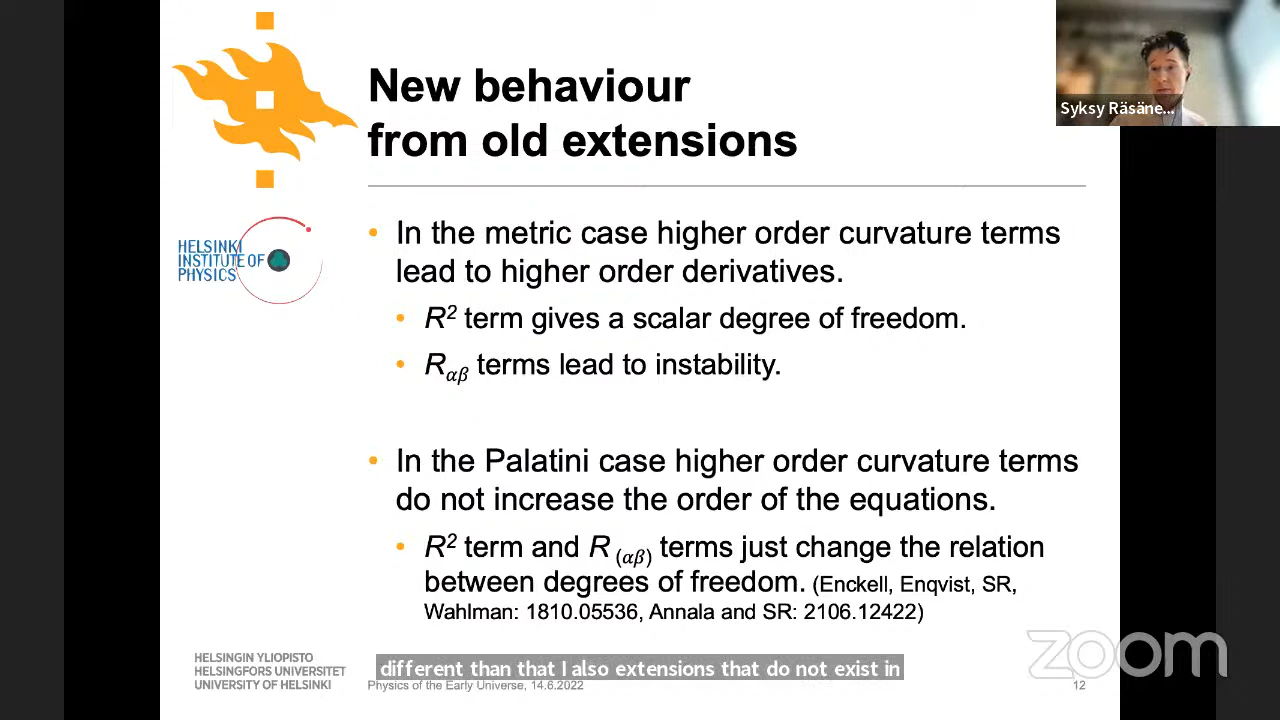 New behaviour
from old extensions
Syksy Räsäne...
HELSINKI
INSTITUTE OF
PHYSICS
• In the metric case higher order curvature terms
lead to higher order derivatives.
• R² term gives a scalar degree of freedom.
• Rαβ terms lead to instability.
• In the Palatini case higher order curvature terms
do not increase the order of the equations.
• R² term and R (αβ) terms just change the relation
between degrees of freedom. (Enckell, Enqvist, SR,
Wahlman: 1810.05536, Annala and SR: 2106.12422)
HELSINGIN YLIOPISTO
HELSINGFORS UNIVERSITET
UNIVERSITY OF HELSINKI
different than that I also extensions that do not exist in
Physics of the Early Universe, 14.6.2022
12
zoom